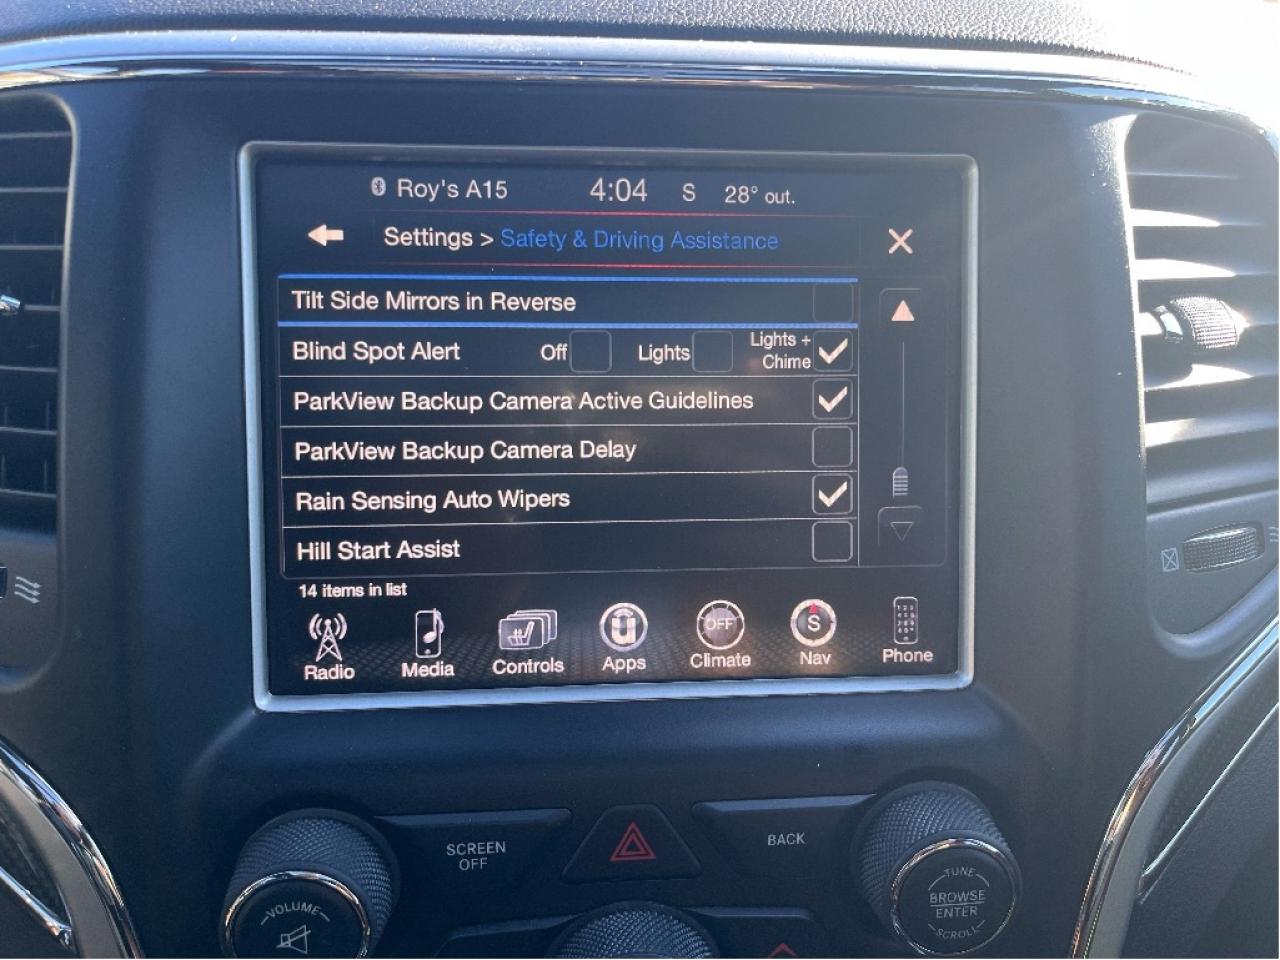 Roy's A15 4:04 S 28° out.
Settings > Safety & Driving Assistance
Tilt Side Mirrors in Reverse
Blind Spot Alert Off Lights Lights + Chime
ParkView Backup Camera Active Guidelines
ParkView Backup Camera Delay
Rain Sensing Auto Wipers
Hill Start Assist
14 items in list
OFF S
Radio Media Controls Apps Climate Nav Phone
SCREEN OFF
BACK
VOLUME
TUNE
BROWSE
ENTER
SCROLL